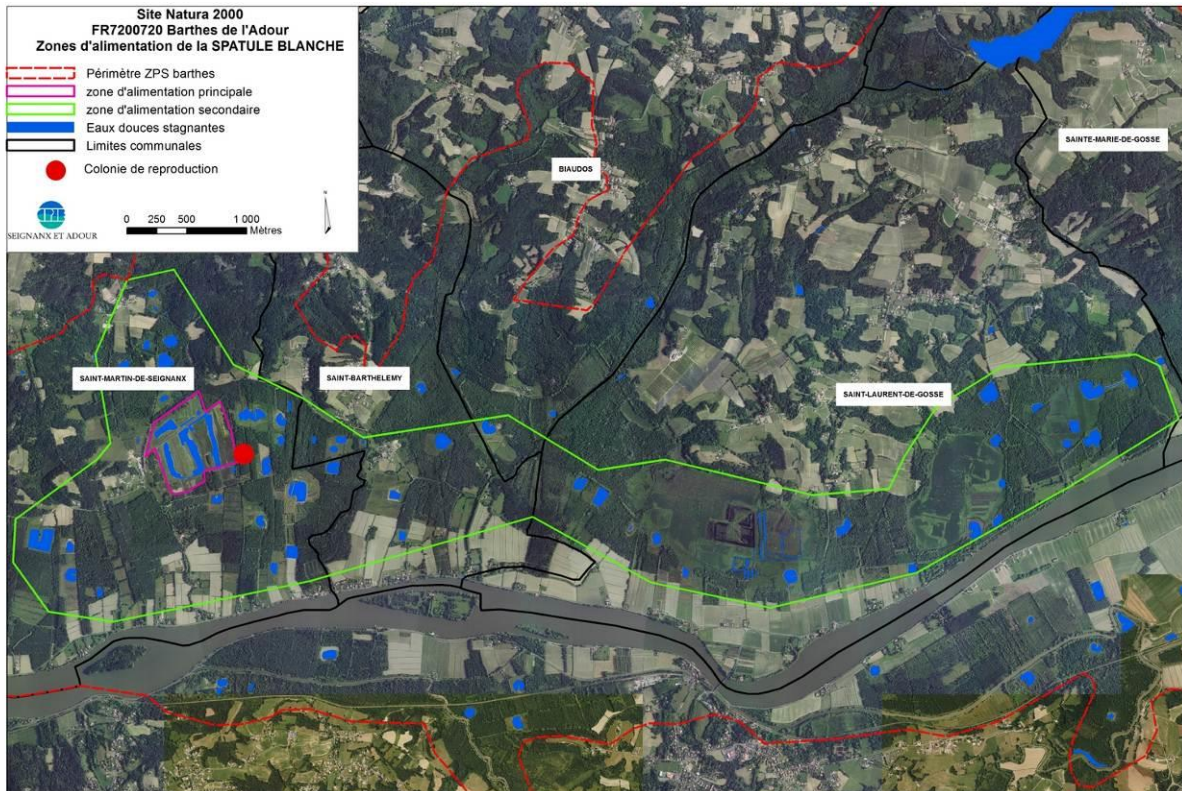 Site Natura 2000
FR7200720 Barthes de l'Adour
Zones d'alimentation de la SPATULE BLANCHE
Périmètre ZPS barthes
zone d'alimentation principale
zone d'alimentation secondaire
Eaux douces stagnantes
Limites communales
Colonie de reproduction
N
CPIE
SEIGNANX ET ADOUR
0 250 500 1 000
Mètres
SAINTE-MARIE-DE-GOSSE
BIAUDOS
SAINT-MARTIN-DE-SEIGNANX
SAINT-BARTHELEMY
SAINT-LAURENT-DE-GOSSE